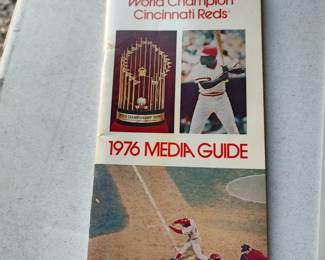 World Champion
Cincinnati Reds
1976 MEDIA GUIDE